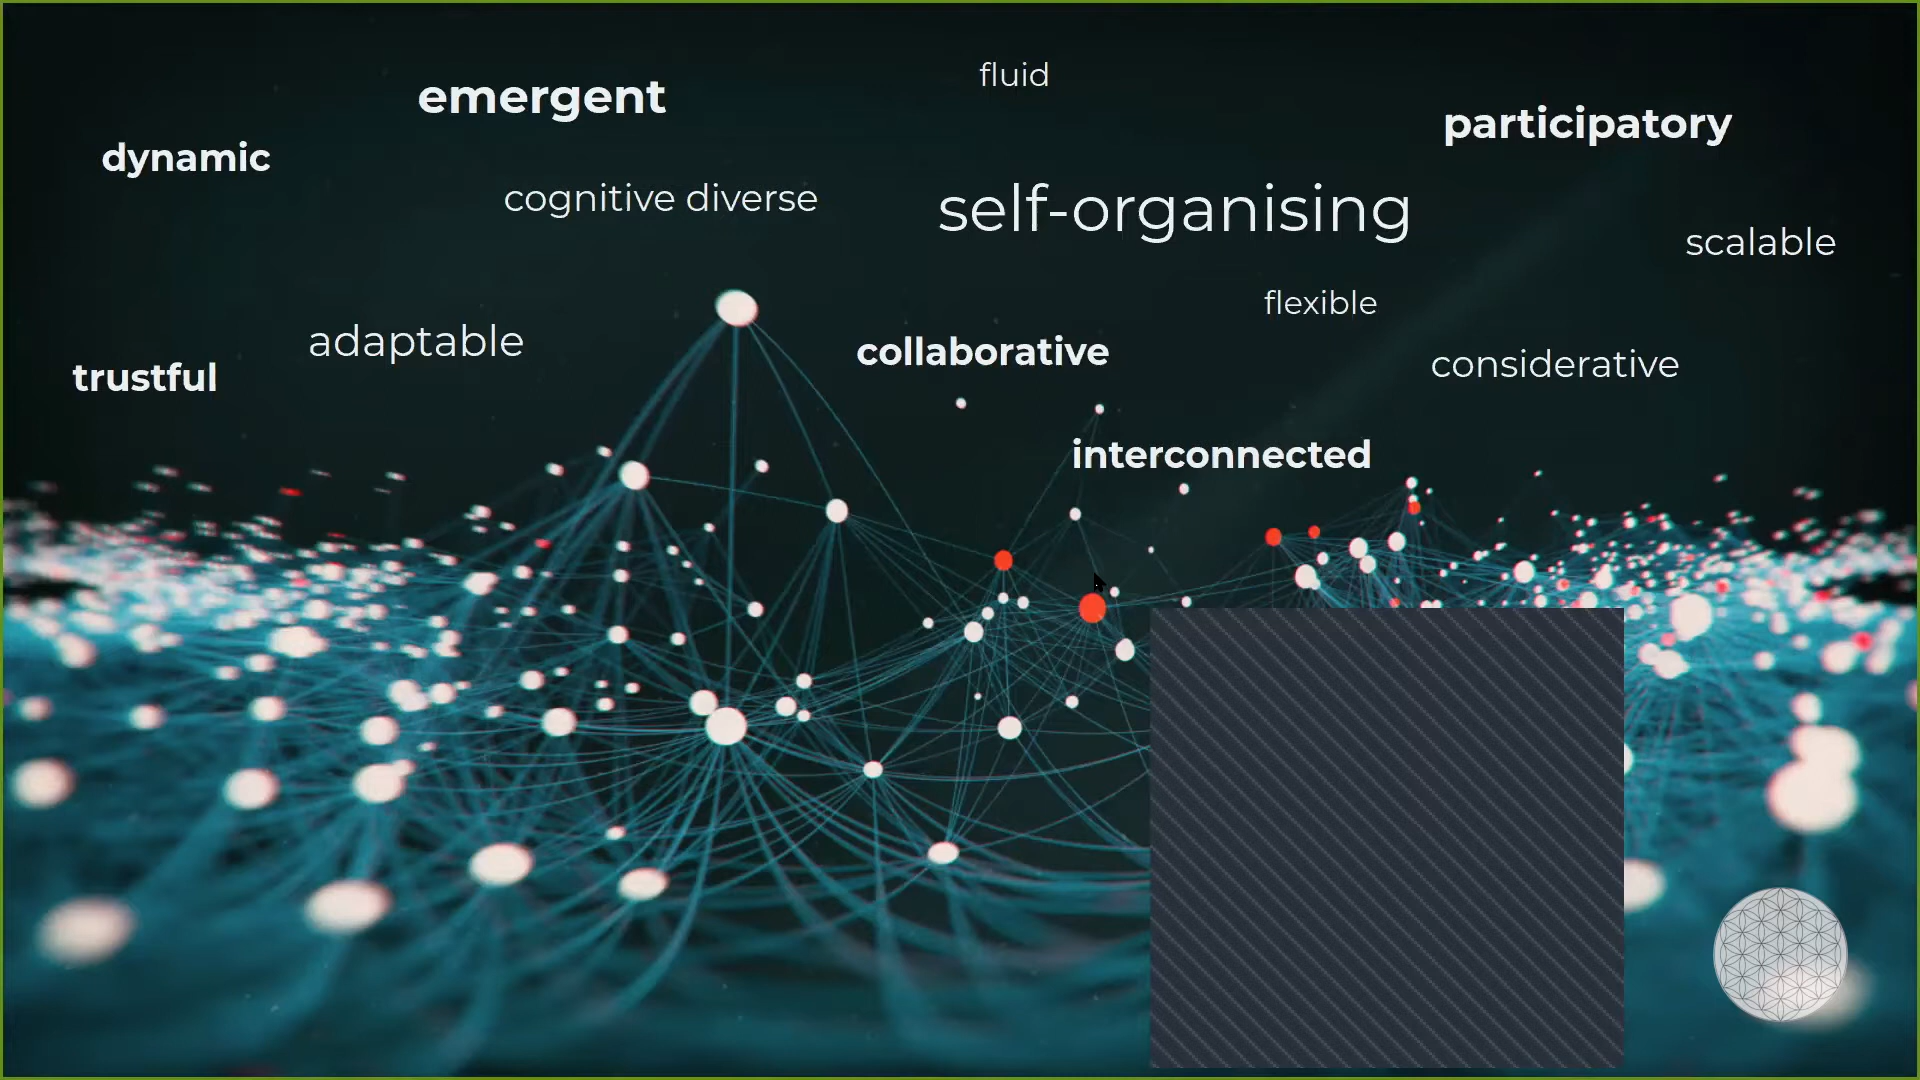 fluid
emergent
participatory
dynamic
cognitive diverse
self-organising
scalable
flexible
adaptable
collaborative
considerative
trustful
interconnected